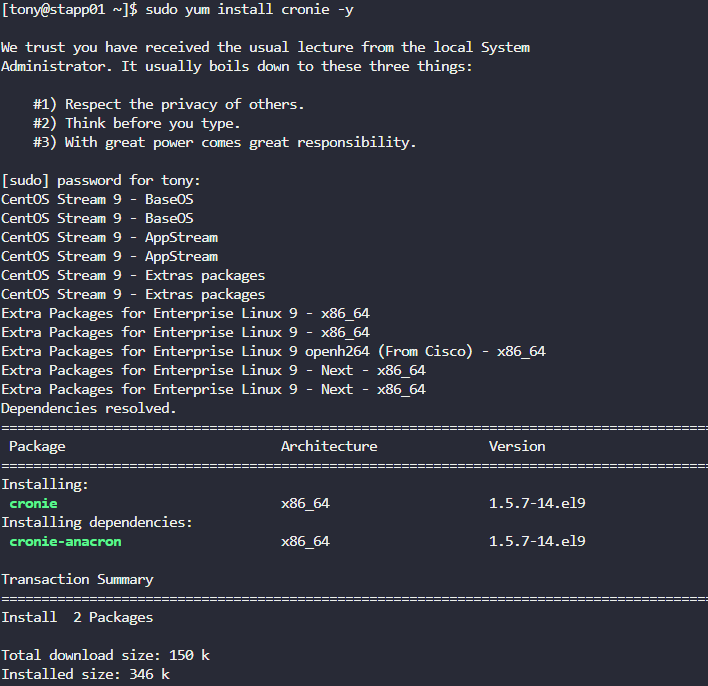 [tony@stapp01 ~]$ sudo yum install cronie -y
We trust you have received the usual lecture from the local System
Administrator. It usually boils down to these three things:
#1) Respect the privacy of others.
#2) Think before you type.
#3) With great power comes great responsibility.
[sudo] password for tony:
CentOS Stream 9 - BaseOS
CentOS Stream 9 - BaseOS
CentOS Stream 9 - AppStream
CentOS Stream 9 - AppStream
CentOS Stream 9 - Extras packages
CentOS Stream 9 - Extras packages
Extra Packages for Enterprise Linux 9 - x86_64
Extra Packages for Enterprise Linux 9 - x86_64
Extra Packages for Enterprise Linux 9 openh264 (From Cisco) - x86_64
Extra Packages for Enterprise Linux 9 - Next - x86_64
Extra Packages for Enterprise Linux 9 - Next - x86_64
Dependencies resolved.
================================================================================
Package Architecture Version
================================================================================
Installing:
cronie x86_64 1.5.7-14.el9
Installing dependencies:
cronie-anacron x86_64 1.5.7-14.el9
Transaction Summary
================================================================================
Install 2 Packages
Total download size: 150 k
Installed size: 346 k